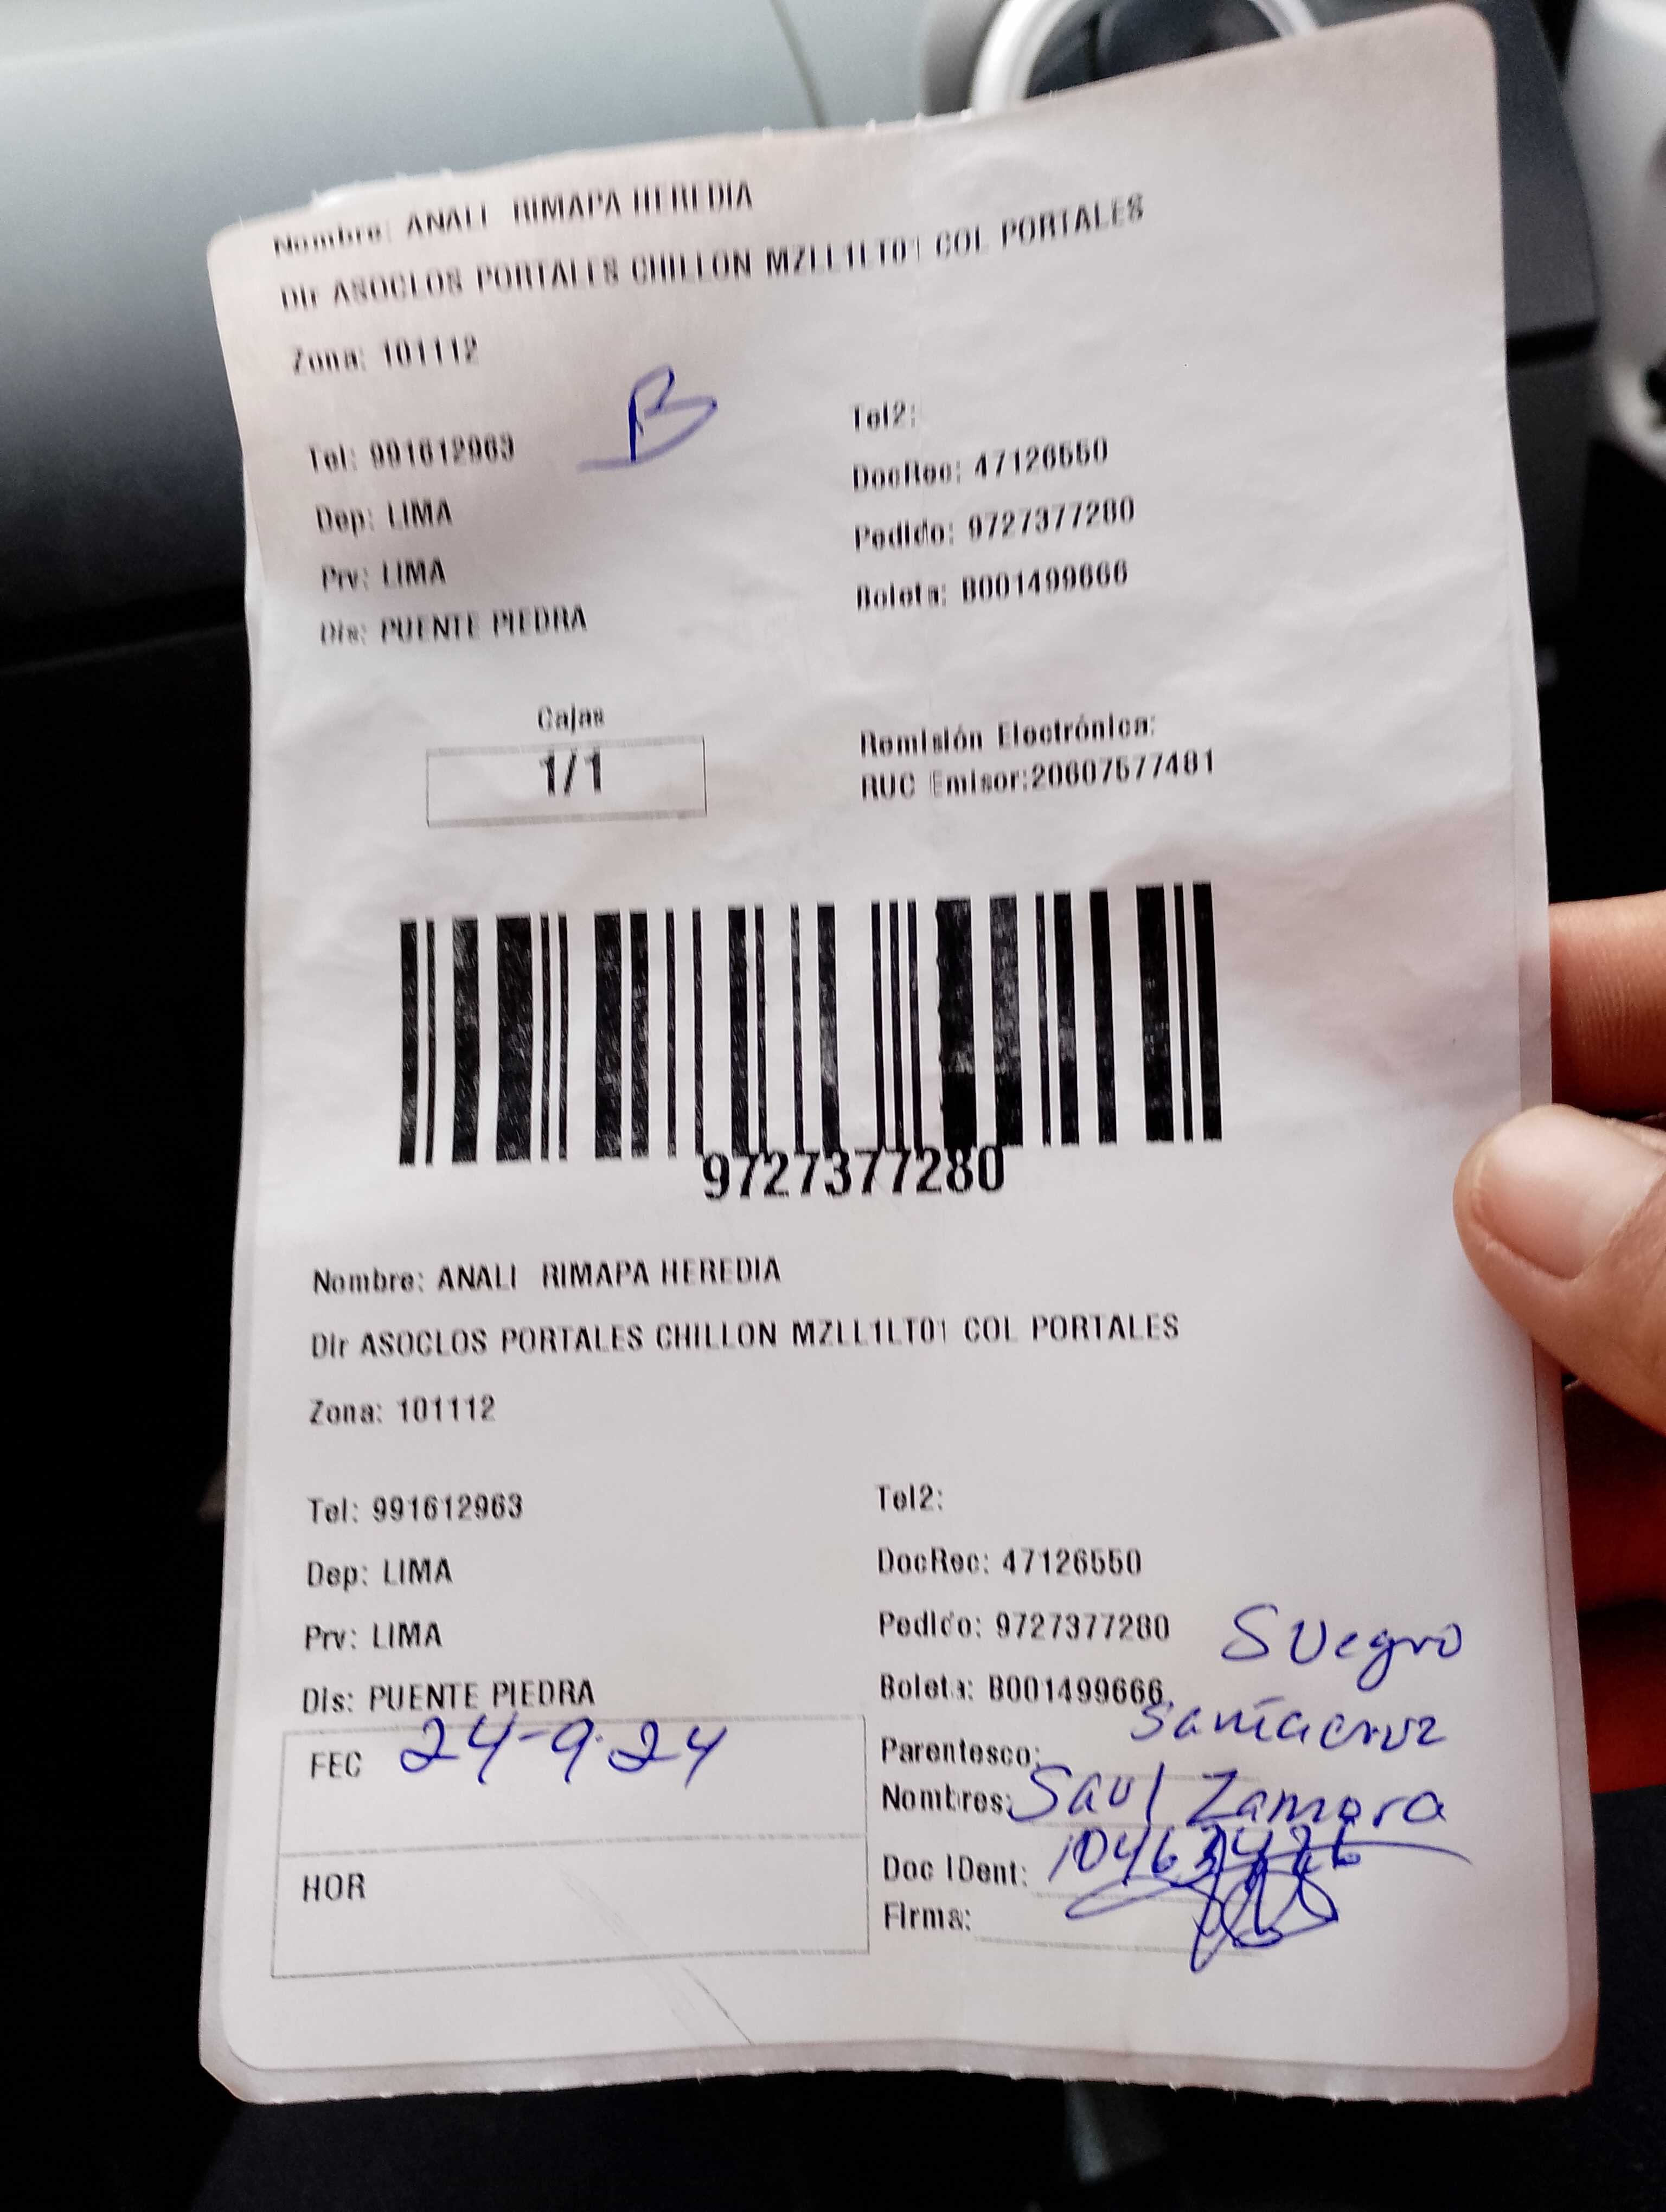 Nombre: ANALI RIMAPA HEREDIA
Dir ASOCLOS PORTALES CHILLON MZLL1LT01 COL PORTALES
Zona: 101112
B
Tel: 991612963
Tel2:
Dep: LIMA
DocRec: 47126550
Prv: LIMA
Pedido: 9727377280
Dis: PUENTE PIEDRA
Boleta: B001499666
Cajas
1/1
Remisión Electrónica:
RUC Emisor:20607577481
9727377280
Nombre: ANALI RIMAPA HEREDIA
Dir ASOCLOS PORTALES CHILLON MZLL1LT01 COL PORTALES
Zona: 101112
Tel: 991612963
Tel2:
Dep: LIMA
DocRec: 47126550
Prv: LIMA
Pedido: 9727377280
Suegro
Dis: PUENTE PIEDRA
Boleta: B001499666
FEC 24-9-24
Santacruz
Parentesco:
Nombres: Saul Zamora
HOR
Doc IDent:
Firma: